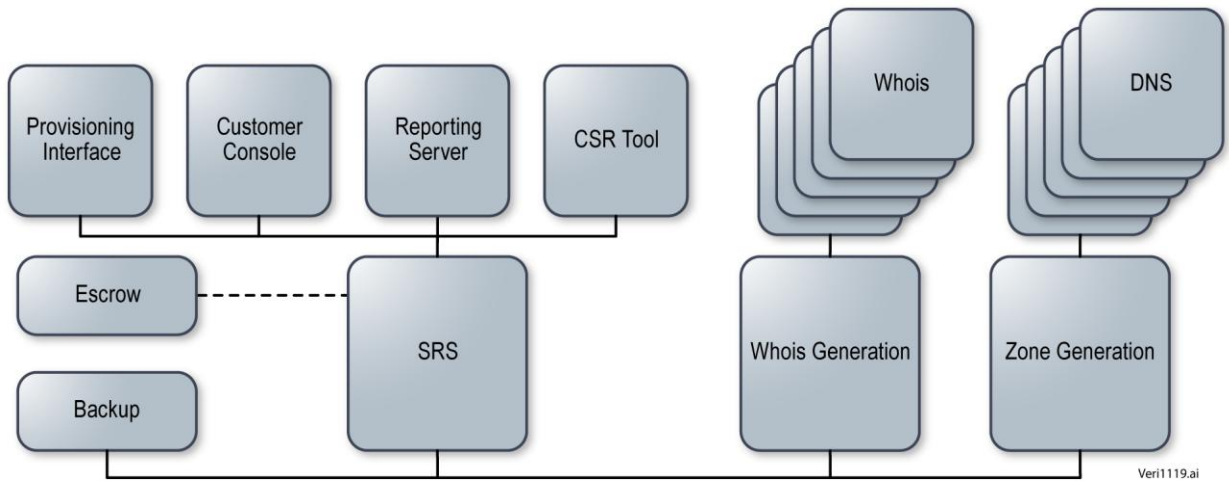 Provisioning
Interface
Customer
Console
Reporting
Server
CSR Tool
Whois
DNS
Escrow
SRS
Whois Generation
Zone Generation
Backup
Veri1119.ai